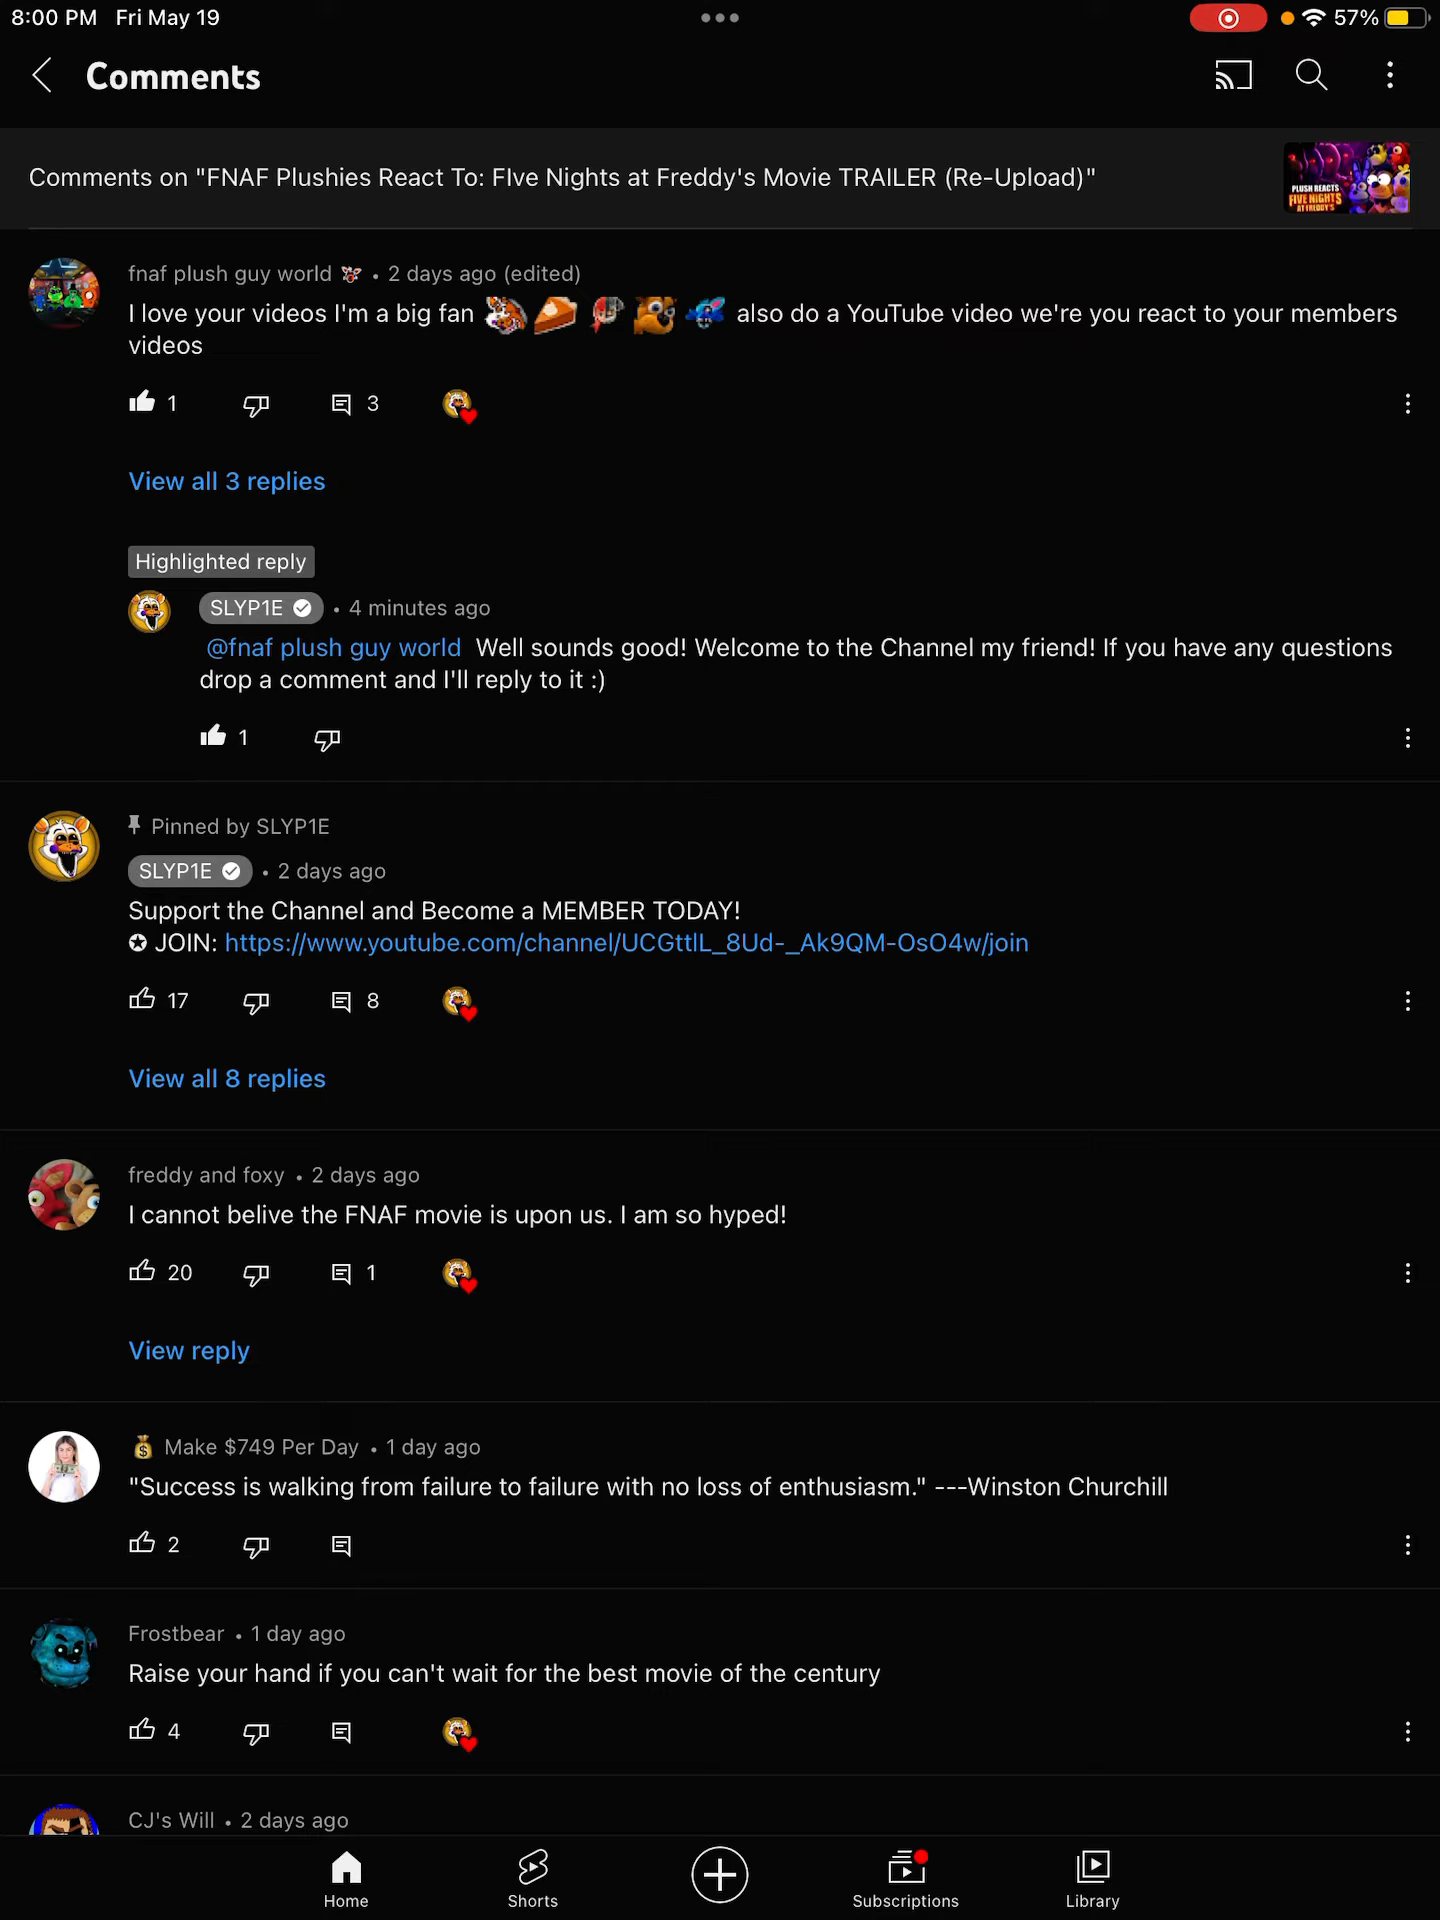 8:00 PM Fri May 19
57%
Comments
Comments on "FNAF Plushies React To: FIve Nights at Freddy's Movie TRAILER (Re-Upload)"
PLUSH REACTS
FIVE NIGHTS
AT FREDDY'S
fnaf plush guy world • 2 days ago (edited)
I love your videos I'm a big fan also do a YouTube video we're you react to your members
videos
1 3
View all 3 replies
Highlighted reply
SLYP1E • 4 minutes ago
@fnaf plush guy world Well sounds good! Welcome to the Channel my friend! If you have any questions
drop a comment and I'll reply to it :)
1
Pinned by SLYP1E
SLYP1E • 2 days ago
Support the Channel and Become a MEMBER TODAY!
✪ JOIN: https://www.youtube.com/channel/UCGttlL_8Ud-_Ak9QM-OsO4w/join
17 8
View all 8 replies
freddy and foxy • 2 days ago
I cannot belive the FNAF movie is upon us. I am so hyped!
20 1
View reply
💰 Make $749 Per Day • 1 day ago
"Success is walking from failure to failure with no loss of enthusiasm." ---Winston Churchill
2
Frostbear • 1 day ago
Raise your hand if you can't wait for the best movie of the century
4
CJ's Will • 2 days ago
Home Shorts Subscriptions Library